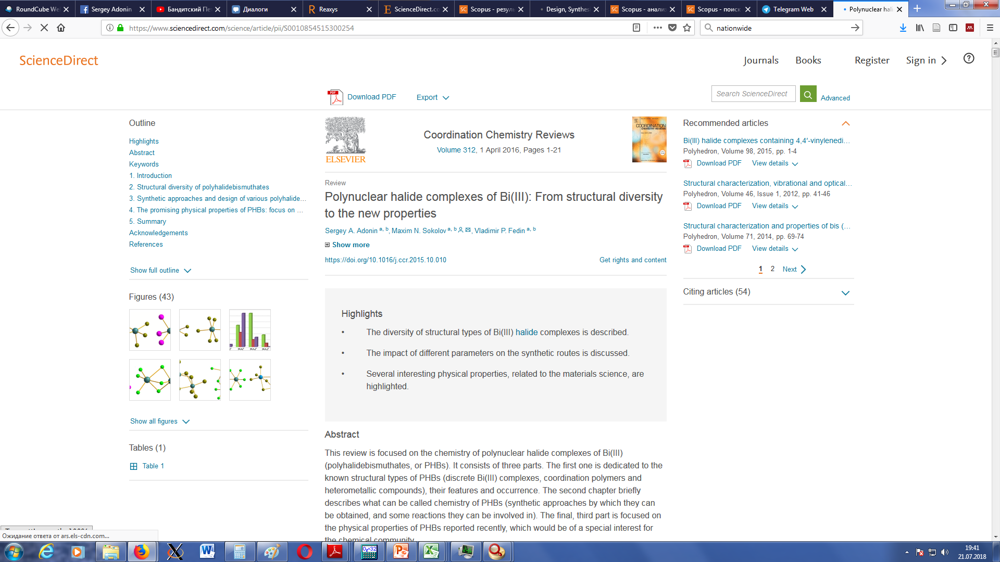 RoundCube We
Sergey Adonin
Бандитский Пе
Диалоги
Reaxys
ScienceDirect.co
Scopus - резуль
Design, Synthes
Scopus - анализ
Scopus - поиск
Telegram Web
Polynuclear hali
https://www.sciencedirect.com/science/article/pii/S0010854515300254
nationwide
ScienceDirect
Journals
Books
Register
Sign in
Download PDF
Export
Search ScienceDirect
Advanced
Outline
Highlights
Abstract
Keywords
1. Introduction
2. Structural diversity of polyhalidebismuthates
3. Synthetic approaches and design of various polyhalide…
4. The promising physical properties of PHBs: focus on …
5. Summary
Acknowledgements
References
Show full outline
Figures (43)
Show all figures
Tables (1)
Table 1
ELSEVIER
Coordination Chemistry Reviews
Volume 312, 1 April 2016, Pages 1-21
COORDINATION
CHEMISTRY REVIEWS
Review
Polynuclear halide complexes of Bi(III): From structural diversity
to the new properties
Sergey A. Adonin a, b, Maxim N. Sokolov a, b, Vladimir P. Fedin a, b
Show more
https://doi.org/10.1016/j.ccr.2015.10.010
Get rights and content
Highlights
• The diversity of structural types of Bi(III) halide complexes is described.
• The impact of different parameters on the synthetic routes is discussed.
• Several interesting physical properties, related to the materials science, are
highlighted.
Abstract
This review is focused on the chemistry of polynuclear halide complexes of Bi(III)
(polyhalidebismuthates, or PHBs). It consists of three parts. The first one is dedicated to the
known structural types of PHBs (discrete Bi(III) complexes, coordination polymers and
heterometallic compounds), their features and occurrence. The second chapter briefly
describes what can be called chemistry of PHBs (synthetic approaches by which they can
be obtained, and some reactions they can be involved in). The final, third part is focused on
the physical properties of PHBs reported recently, which would be of a special interest for
the chemical community.
Recommended articles
Bi(III) halide complexes containing 4,4′-vinylenedi…
Polyhedron, Volume 98, 2015, pp. 1-4
Download PDF View details
Structural characterization, vibrational and optical…
Polyhedron, Volume 46, Issue 1, 2012, pp. 41-46
Download PDF View details
Structural characterization and properties of bis (…
Polyhedron, Volume 71, 2014, pp. 69-74
Download PDF View details
1 2 Next
Citing articles (54)
Ожидание ответа от ars.els-cdn.com...
19:41
21.07.2018